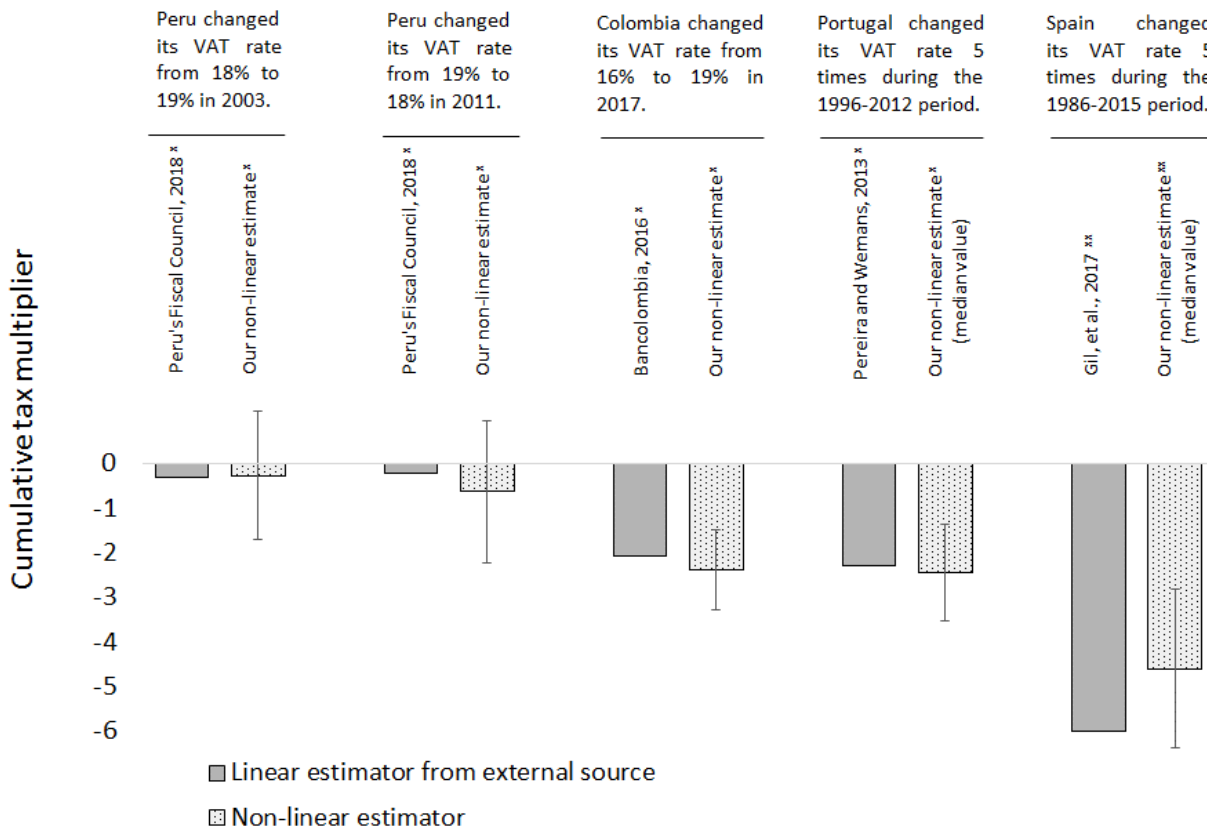 Peru changed
its VAT rate
from 18% to
19% in 2003.
Peru changed
its VAT rate
from 19% to
18% in 2011.
Colombia changed
its VAT rate from
16% to 19% in
2017.
Portugal changed
its VAT rate 5
times during the
1996-2012 period.
Spain changed
its VAT rate 5
times during the
1986-2015 period.
Peru's Fiscal Council, 2018 x
Our non-linear estimate x
Peru's Fiscal Council, 2018 x
Our non-linear estimate x
Bancolombia, 2016 x
Our non-linear estimate x
Pereira and Wemans, 2013 x
Our non-linear estimate x
(median value)
Gil, et al., 2017 xx
Our non-linear estimate xx
(median value)
Cumulative tax multiplier
0
-1
-2
-3
-4
-5
-6
Linear estimator from external source
Non-linear estimator